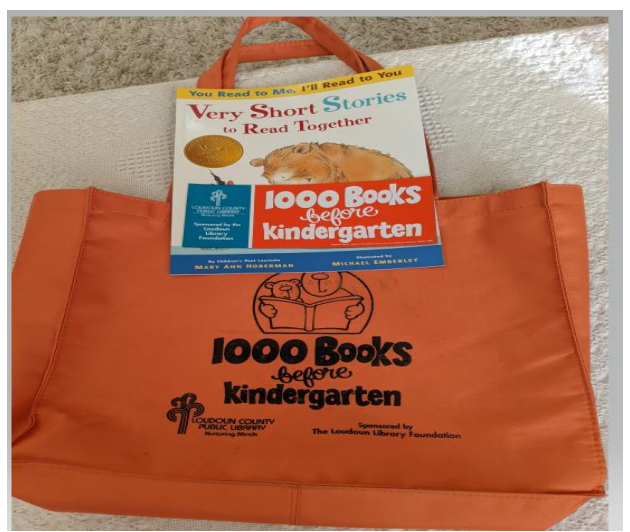 You Read to Me, I'll Read to You
Very Short Stories
to Read Together
LOUDOUN COUNTY
PUBLIC LIBRARY
Nurturing Minds
Sponsored by the
Loudoun
Library
Foundation
1000 Books
before
kindergarten
By Children's Poet Laureate
MARY ANN HOBERMAN
Illustrated by
MICHAEL EMBERLEY
1000 Books
before
kindergarten
LOUDOUN COUNTY
PUBLIC LIBRARY
Nurturing Minds
Sponsored by
The Loudoun Library Foundation